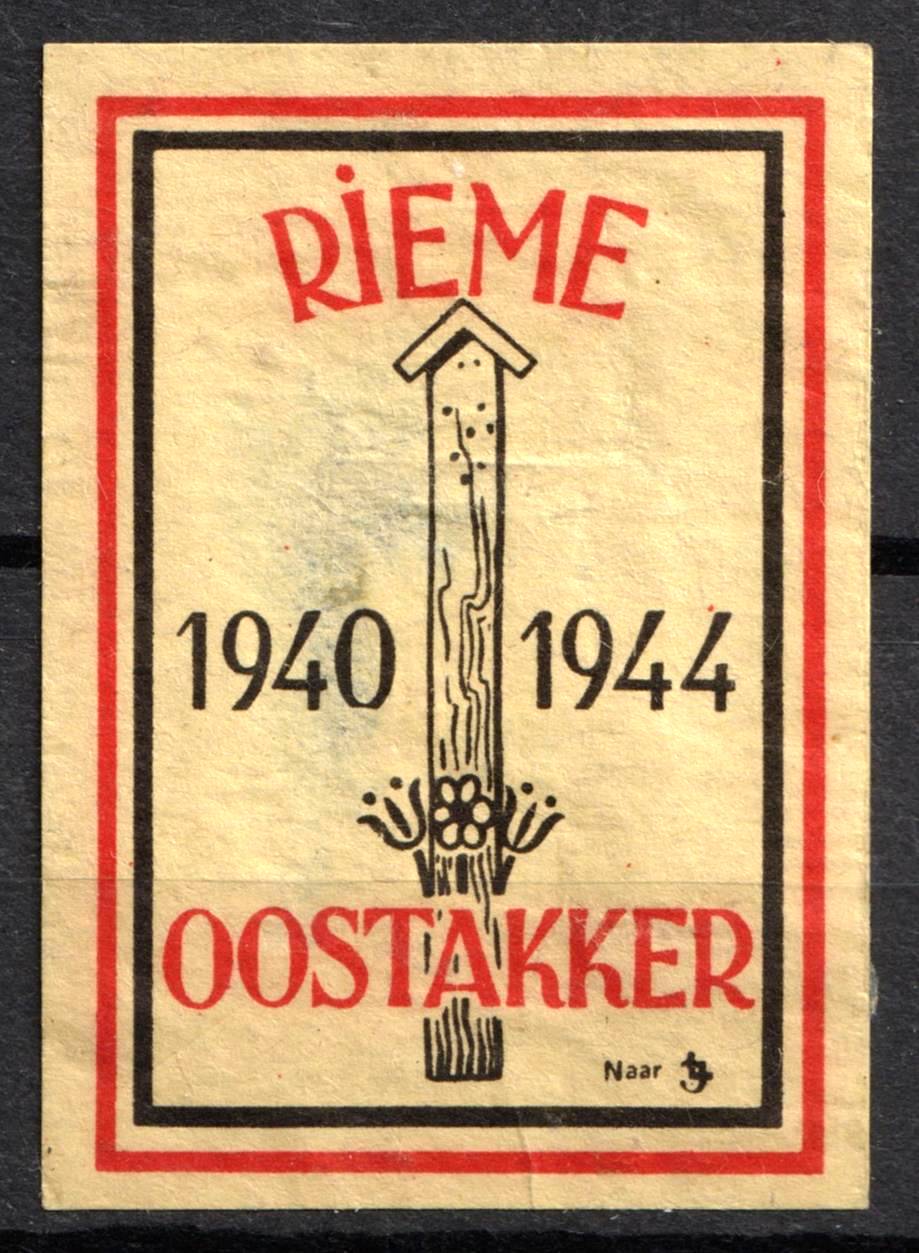 RIEME
1940 1944
OOSTAKKER
Naar